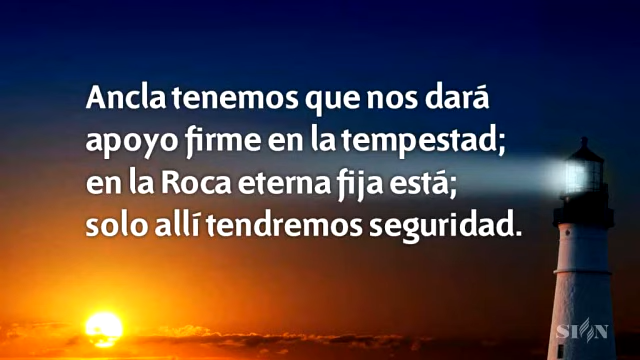 Ancla tenemos que nos dará
apoyo firme en la tempestad;
en la Roca eterna fija está;
solo allí tendremos seguridad.
SION